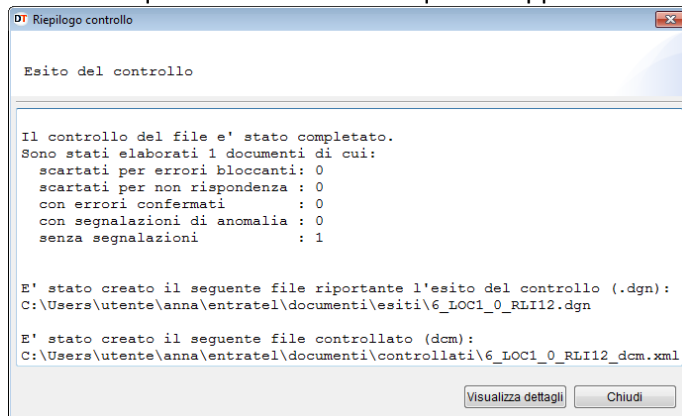 DT Riepilogo controllo
Esito del controllo
Il controllo del file e' stato completato.
Sono stati elaborati 1 documenti di cui:
scartati per errori bloccanti: 0
scartati per non rispondenza : 0
con errori confermati : 0
con segnalazioni di anomalia : 0
senza segnalazioni : 1
E' stato creato il seguente file riportante l'esito del controllo (.dgn):
C:\Users\utente\anna\entratel\documenti\esiti\6_LOC1_0_RLI12.dgn
E' stato creato il seguente file controllato (dcm):
C:\Users\utente\anna\entratel\documenti\controllati\6_LOC1_0_RLI12_dcm.xml
Visualizza dettagli Chiudi